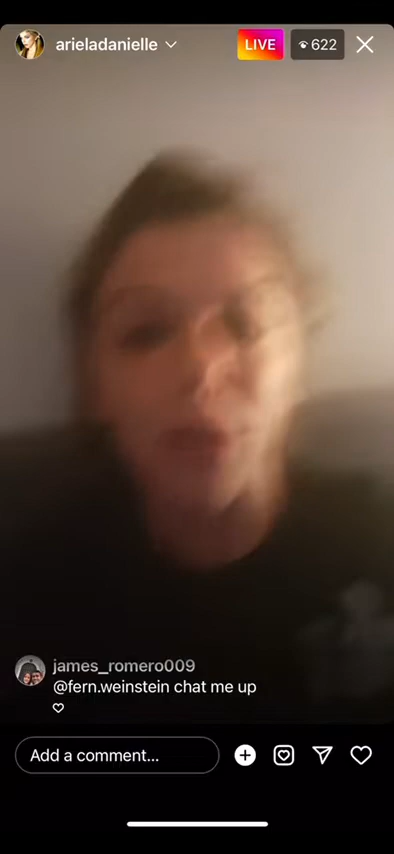 arieladanielle
LIVE
622
james_romero009
@fern.weinstein chat me up
Add a comment...